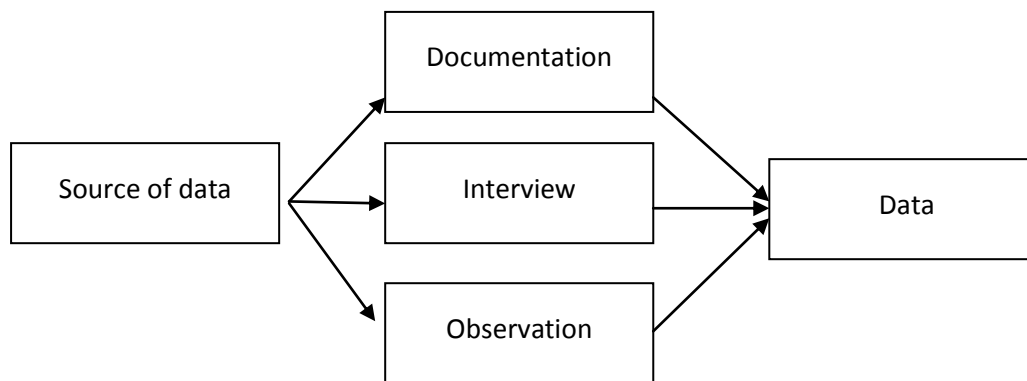 Documentation
Source of data
Interview
Data
Observation